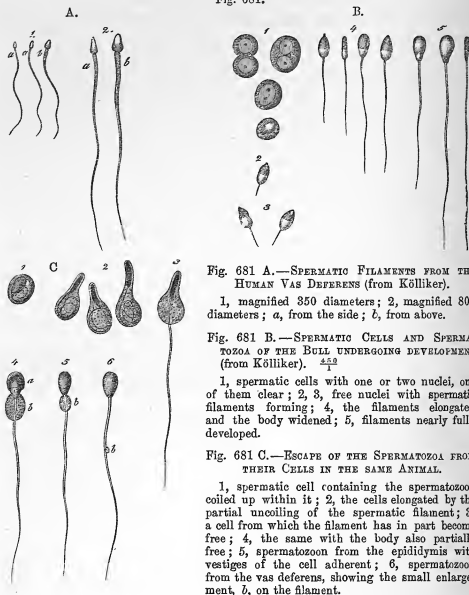 Fig. 681.
A.
B.
1.
a
a
b
2.
a
b
1
2
3
4
5
C
1
2
3
4
a
b
5
b
6
b
Fig. 681 A.—Spermatic Filaments from th
Human Vas Deferens (from Kölliker).
1, magnified 350 diameters; 2, magnified 80
diameters; a, from the side; b, from above.
Fig. 681 B.—Spermatic Cells and Sperma
tozoa of the Bull undergoing developmen
(from Kölliker). 450/1
1, spermatic cells with one or two nuclei, on
of them clear; 2, 3, free nuclei with spermati
filaments forming; 4, the filaments elongate
and the body widened; 5, filaments nearly full
developed.
Fig. 681 C.—Escape of the Spermatozoa fro
their Cells in the same Animal.
1, spermatic cell containing the spermatozoo
coiled up within it; 2, the cells elongated by th
partial uncoiling of the spermatic filament; 3
a cell from which the filament has in part becom
free; 4, the same with the body also partiall
free; 5, spermatozoon from the epididymis wit
vestiges of the cell adherent; 6, spermatozoo
from the vas deferens, showing the small enlarge
ment, b, on the filament.